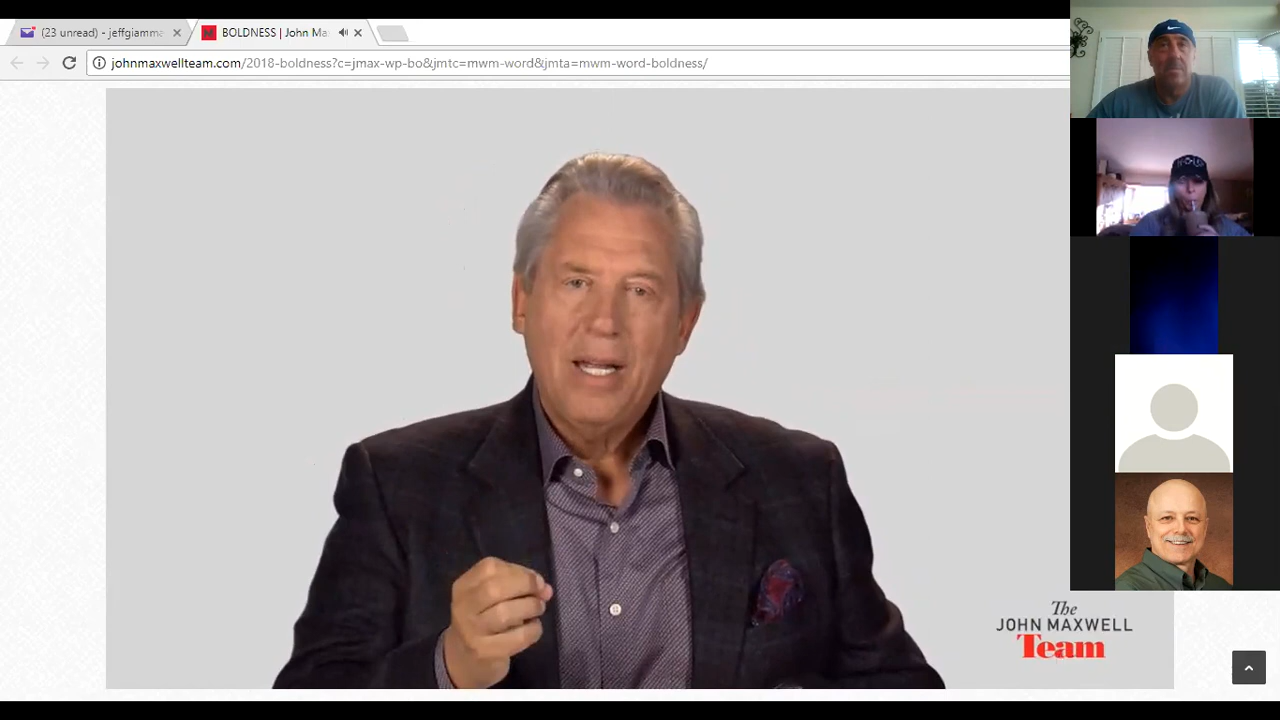 (23 unread) - jeffgiamma
BOLDNESS | John Ma
johnmaxwellteam.com/2018-boldness?c=jmax-wp-bo&jmtc=mwm-word&jmta=mwm-word-boldness/
The
JOHN MAXWELL
Team